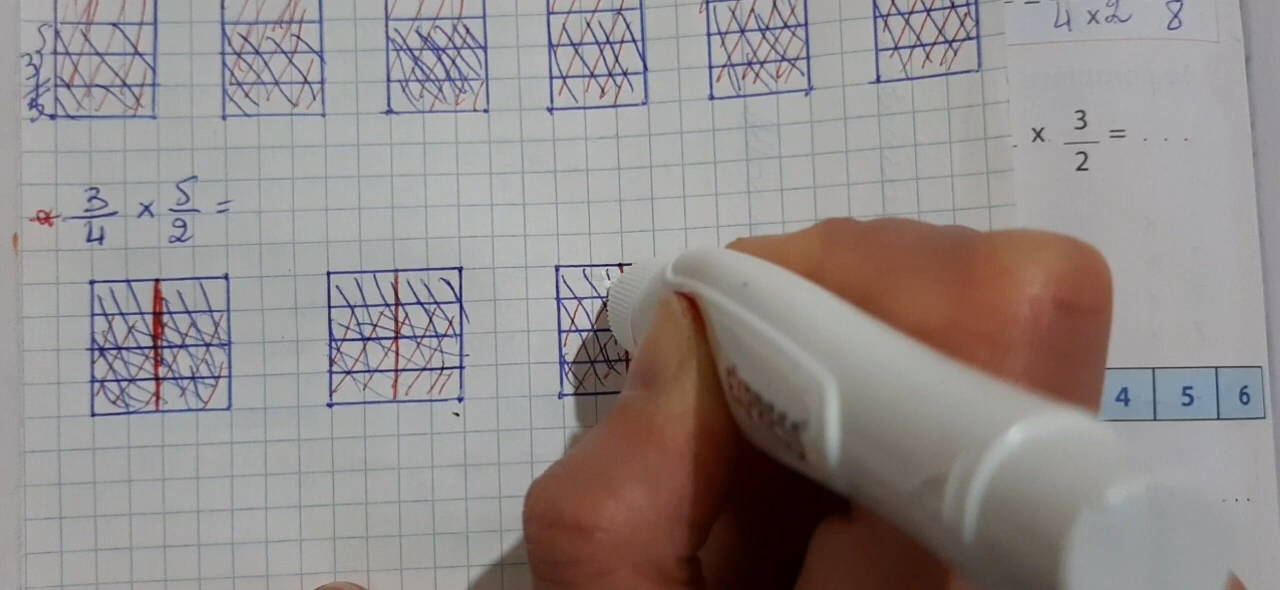 4 × 2 8
x. 3/2 = . . .
3/4 × 5/2 =
4 5 6
. . .